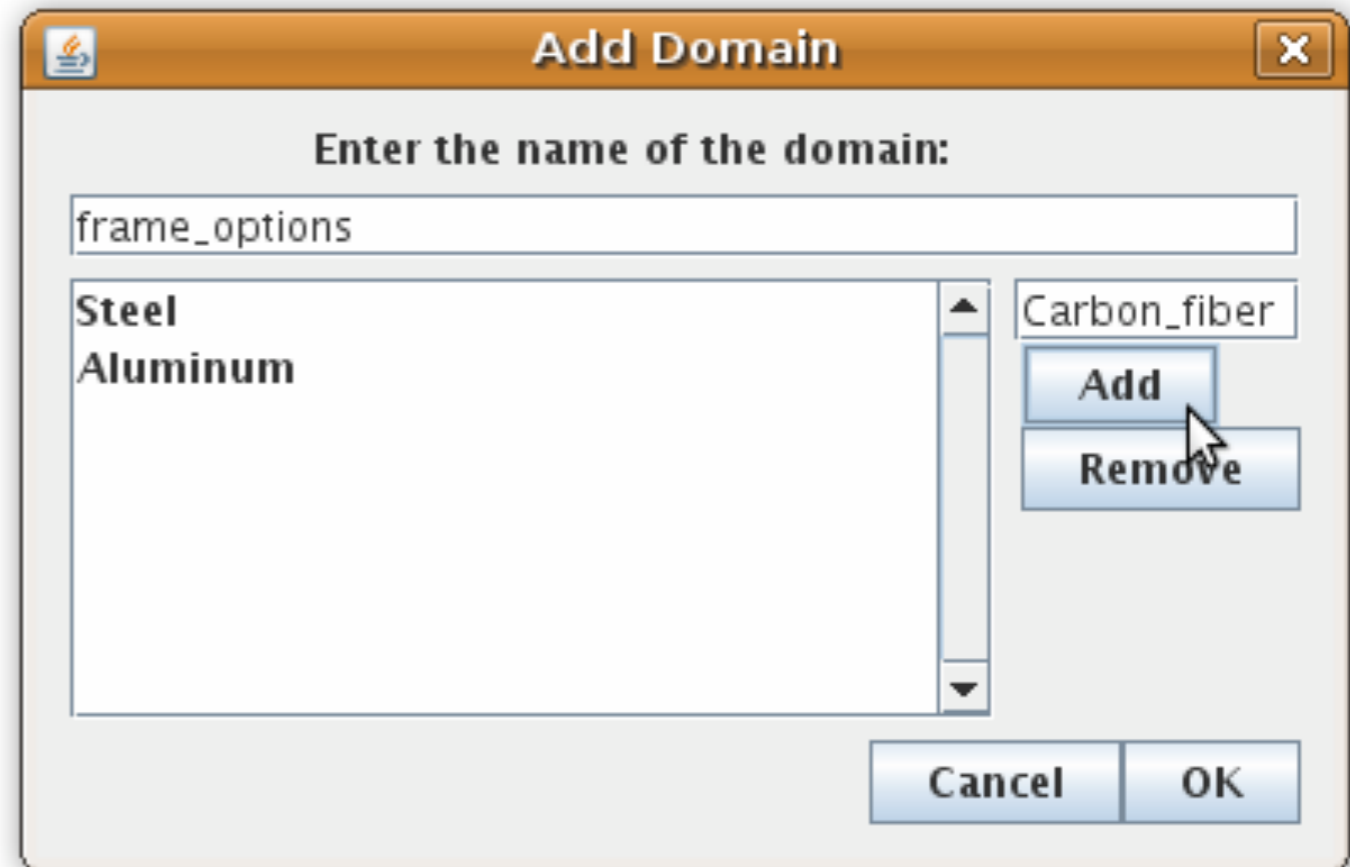 Add Domain
Enter the name of the domain:
frame_options
Steel
Carbon_fiber
Aluminum
Add
Remove
Cancel
OK